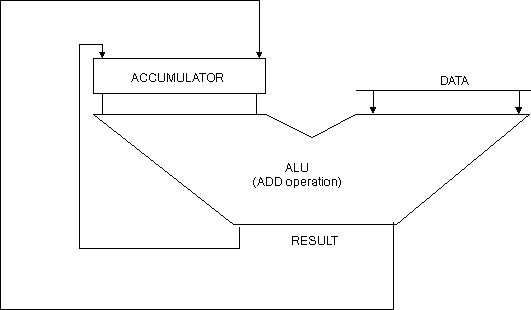 ACCUMULATOR
DATA
ALU
(ADD operation)
RESULT